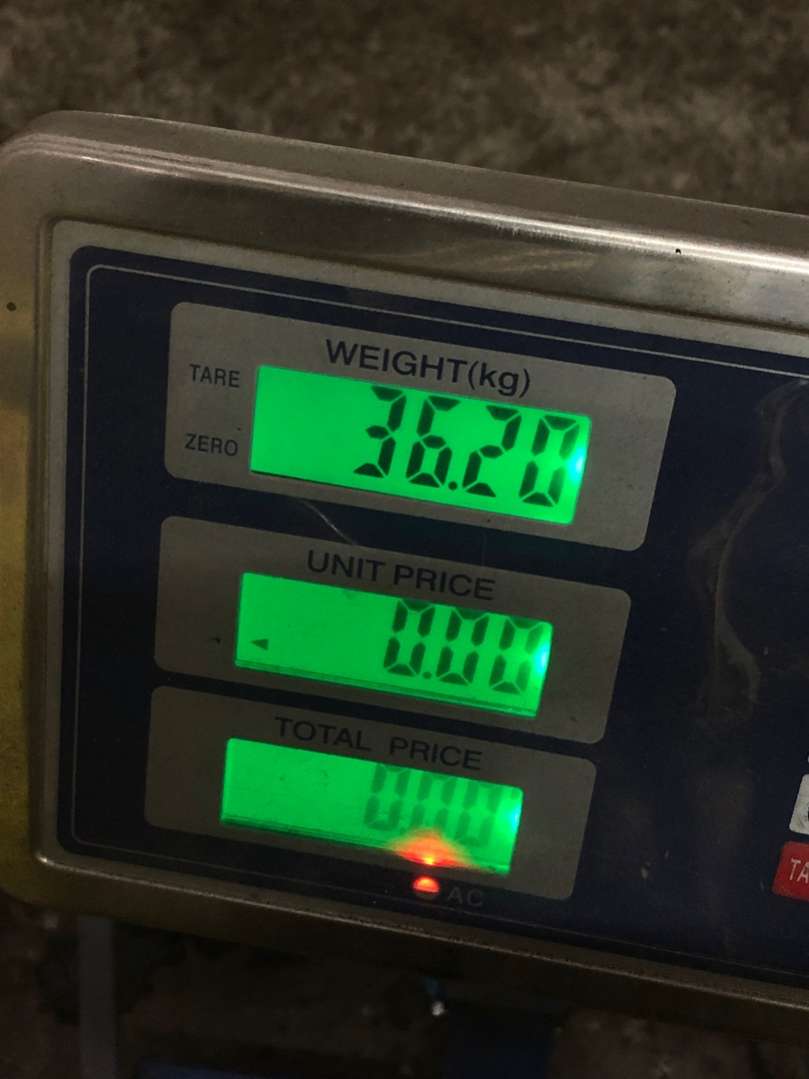 WEIGHT(kg)
TARE
36.20
ZERO
UNIT PRICE
0.00
TOTAL PRICE
0.00
AC